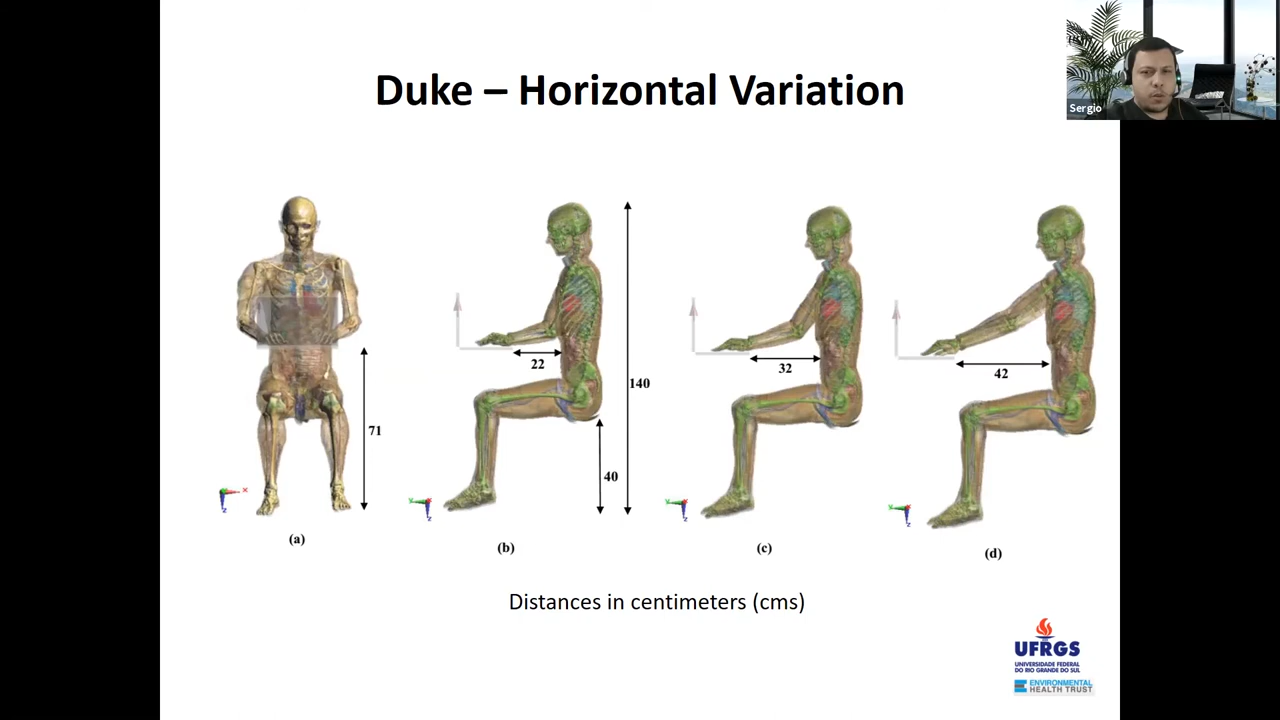 Duke – Horizontal Variation
Sergio
22
32
42
140
71
40
x
z
Y
x
z
Y
x
z
Y
x
z
(a)
(b)
(c)
(d)
Distances in centimeters (cms)
UFRGS
UNIVERSIDADE FEDERAL
DO RIO GRANDE DO SUL
ENVIRONMENTAL
HEALTH TRUST